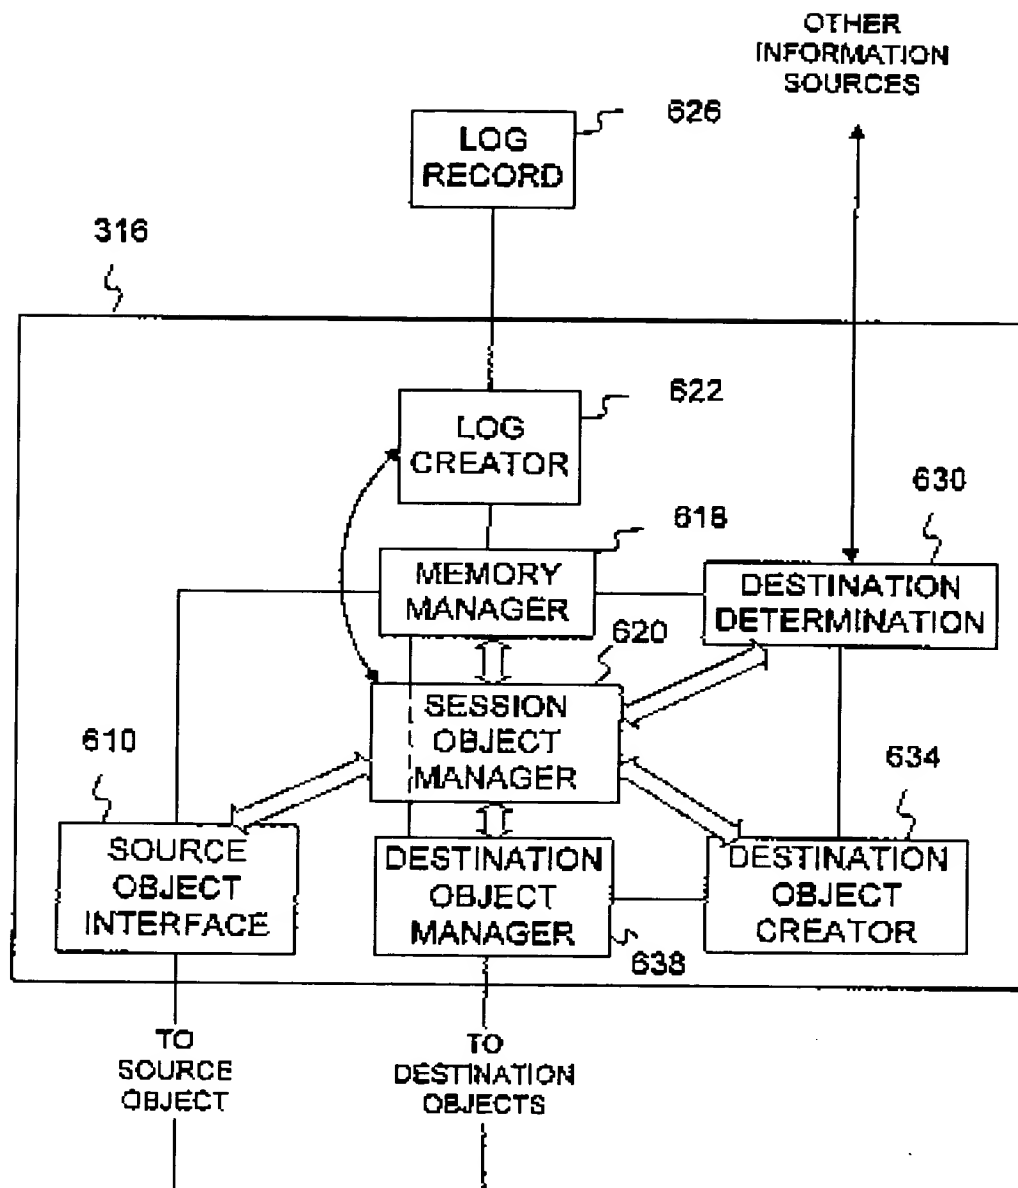 OTHER
INFORMATION
SOURCES
626
LOG
RECORD
316
622
LOG
CREATOR
630
618
MEMORY
MANAGER
DESTINATION
DETERMINATION
620
SESSION
OBJECT
MANAGER
610
634
SOURCE
OBJECT
INTERFACE
DESTINATION
OBJECT
MANAGER
DESTINATION
OBJECT
CREATOR
638
TO
SOURCE
OBJECT
TO
DESTINATION
OBJECTS